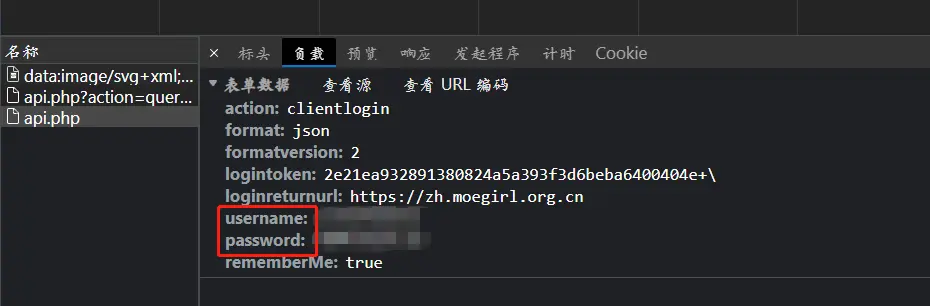 名称
× 标头 负载 预览 响应 发起程序 计时 Cookie
data:image/svg+xml;...
api.php?action=quer...
api.php
▼ 表单数据 查看源 查看 URL 编码
action: clientlogin
format: json
formatversion: 2
logintoken: 2e21ea932891380824a5a393f3d6beba6400404e+\
loginreturnurl: https://zh.moegirl.org.cn
username:
password:
rememberMe: true